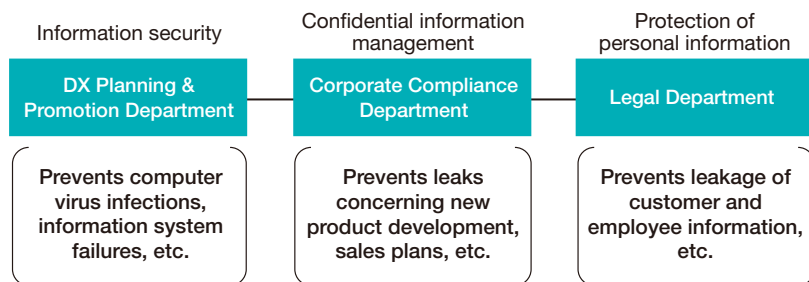 Information security
DX Planning &
Promotion Department
Prevents computer
virus infections,
information system
failures, etc.
Confidential information
management
Corporate Compliance
Department
Prevents leaks
concerning new
product development,
sales plans, etc.
Protection of
personal information
Legal Department
Prevents leakage of
customer and
employee information,
etc.